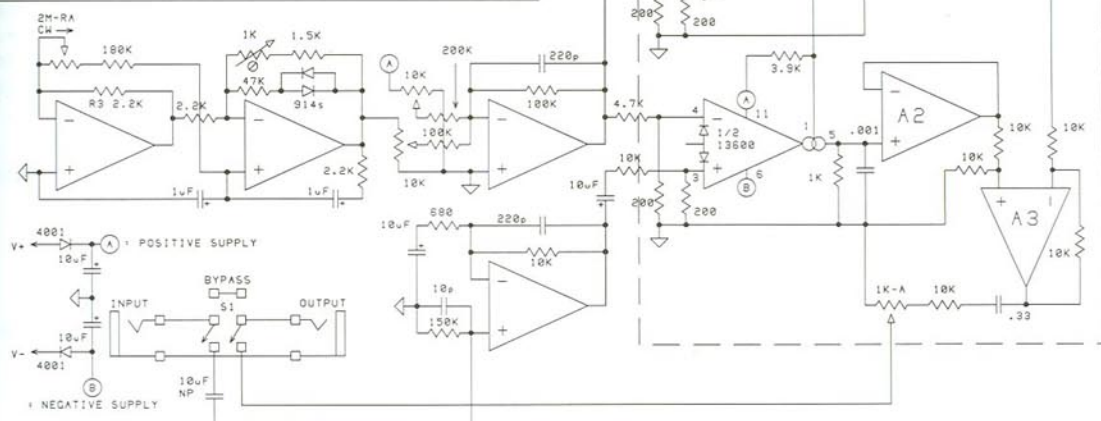 2M-RA
CW
180K
R3 2.2K
2.2K
1K
1.5K
47K
914s
2.2K
1uF
1uF
A
10K
200K
100K
10K
220p
100K
4.7K
10K
10uF
200
200
200
200
3.9K
A
11
4
1/2
13600
3
B
6
1
5
.001
1K
A2
10K
10K
10K
A3
10K
1K-A
10K
.33
680
10uF
220p
10K
10p
150K
V+
4001
A = POSITIVE SUPPLY
10uF
10uF
V-
4001
B
= NEGATIVE SUPPLY
BYPASS
S1
INPUT
OUTPUT
10uF
NP